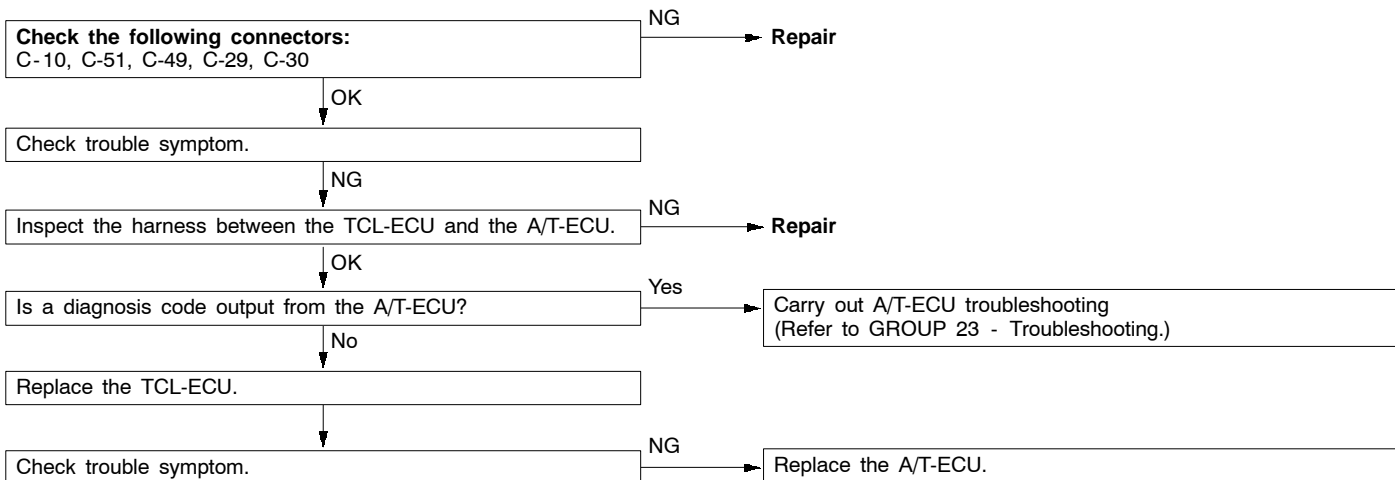 Check the following connectors:
C-10, C-51, C-49, C-29, C-30
NG
Repair
OK
Check trouble symptom.
NG
Inspect the harness between the TCL-ECU and the A/T-ECU.
NG
Repair
OK
Is a diagnosis code output from the A/T-ECU?
Yes
Carry out A/T-ECU troubleshooting
(Refer to GROUP 23 - Troubleshooting.)
No
Replace the TCL-ECU.
Check trouble symptom.
NG
Replace the A/T-ECU.